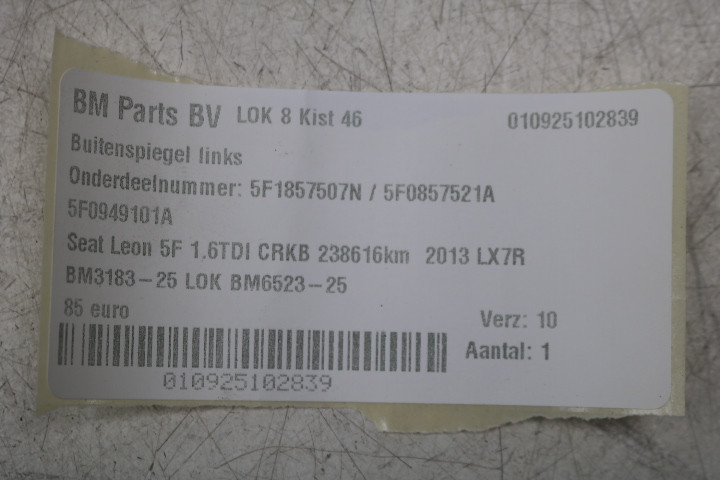 BM Parts BV LOK 8 Kist 46 010925102839
Buitenspiegel links
Onderdeelnummer: 5F1857507N / 5F0857521A
5F0949101A
Seat Leon 5F 1.6TDI CRKB 238616km 2013 LX7R
BM3183-25 LOK BM6523-25
85 euro
Verz: 10
Aantal: 1
010925102839